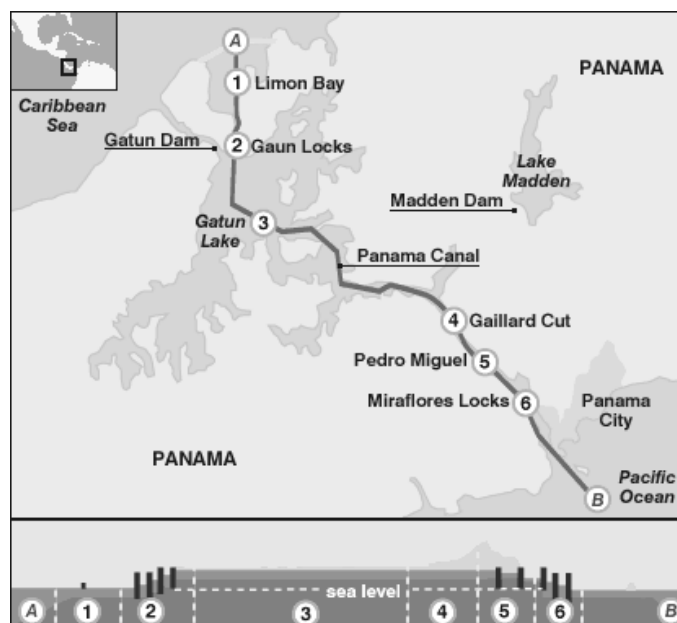 A
PANAMA
1
Limon Bay
Caribbean
Sea
Gatun Dam
2
Gaun Locks
Lake
Madden
Madden Dam
Gatun
Lake
3
Panama Canal
4
Gaillard Cut
Pedro Miguel
5
Miraflores Locks
6
Panama
City
PANAMA
Pacific
Ocean
B
sea level
A
1
2
3
4
5
6
B